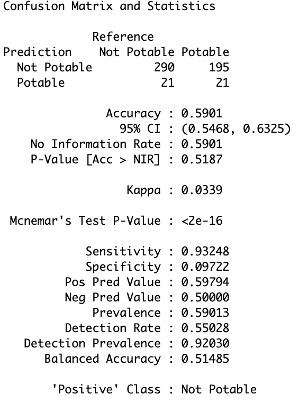 Confusion Matrix and Statistics
Reference
Prediction Not Potable Potable
Not Potable 290 195
Potable 21 21
Accuracy : 0.5901
95% CI : (0.5468, 0.6325)
No Information Rate : 0.5901
P-Value [Acc > NIR] : 0.5187
Kappa : 0.0339
Mcnemar's Test P-Value : <2e-16
Sensitivity : 0.93248
Specificity : 0.09722
Pos Pred Value : 0.59794
Neg Pred Value : 0.50000
Prevalence : 0.59013
Detection Rate : 0.55028
Detection Prevalence : 0.92030
Balanced Accuracy : 0.51485
'Positive' Class : Not Potable